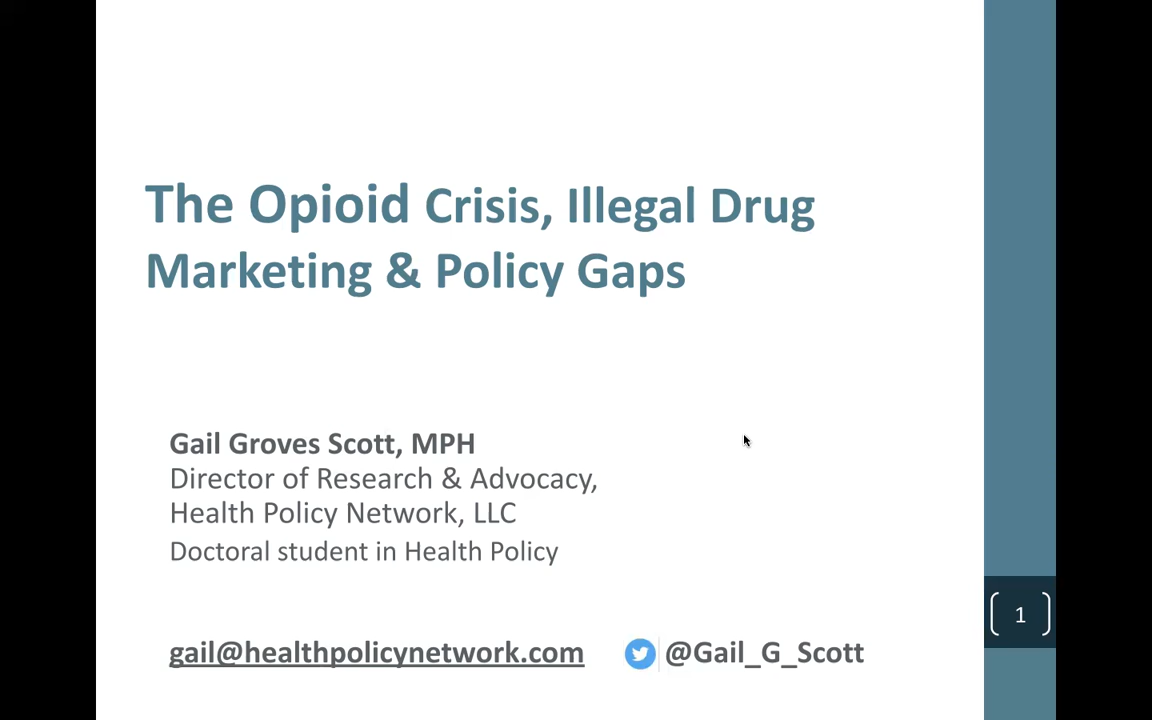 The Opioid Crisis, Illegal Drug
Marketing & Policy Gaps
Gail Groves Scott, MPH
Director of Research & Advocacy,
Health Policy Network, LLC
Doctoral student in Health Policy
gail@healthpolicynetwork.com @Gail_G_Scott
1